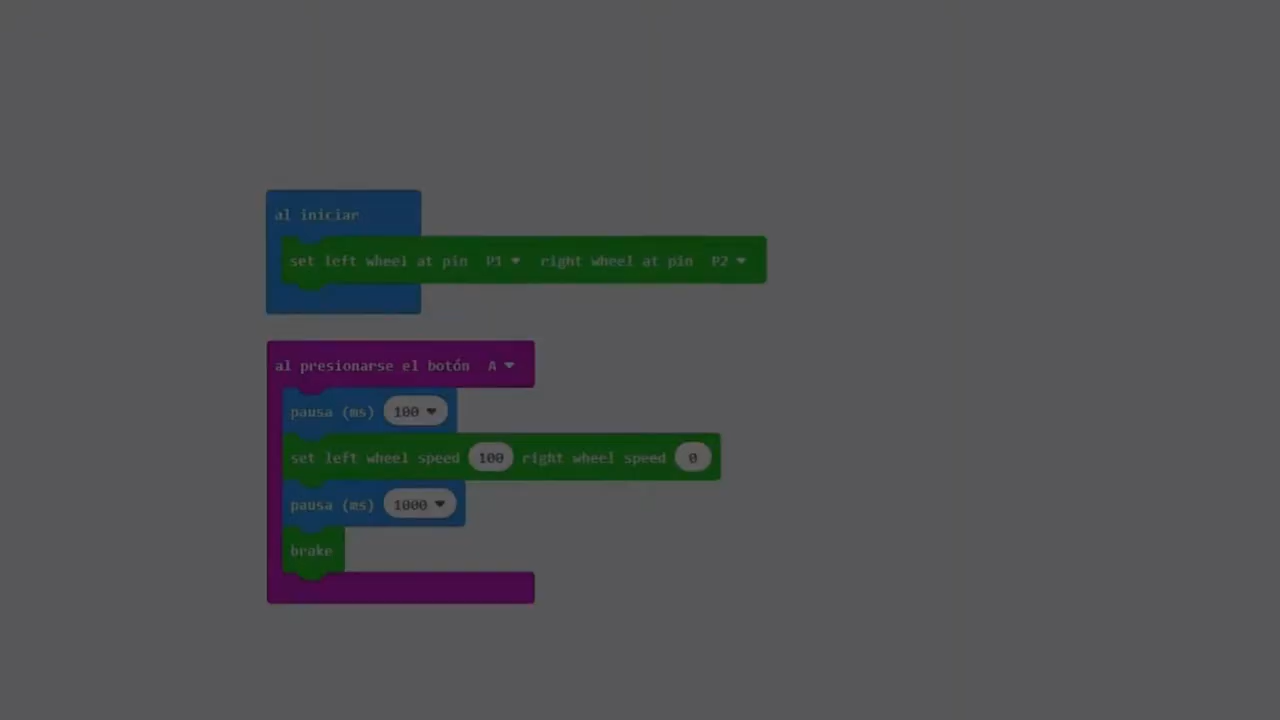 al iniciar
set left wheel at pin P1 right wheel at pin P2
al presionarse el botón A
pausa (ms) 100
set left wheel speed 100 right wheel speed 0
pausa (ms) 1000
brake